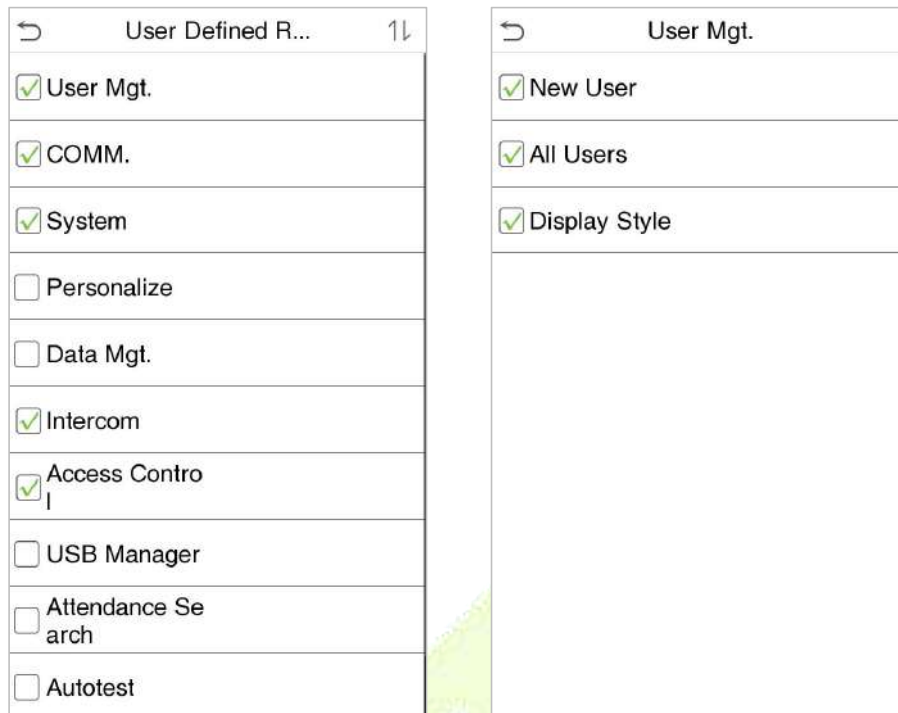 User Defined R...
User Mgt.
COMM.
System
Personalize
Data Mgt.
Intercom
Access Contro
l
USB Manager
Attendance Se
arch
Autotest
User Mgt.
New User
All Users
Display Style